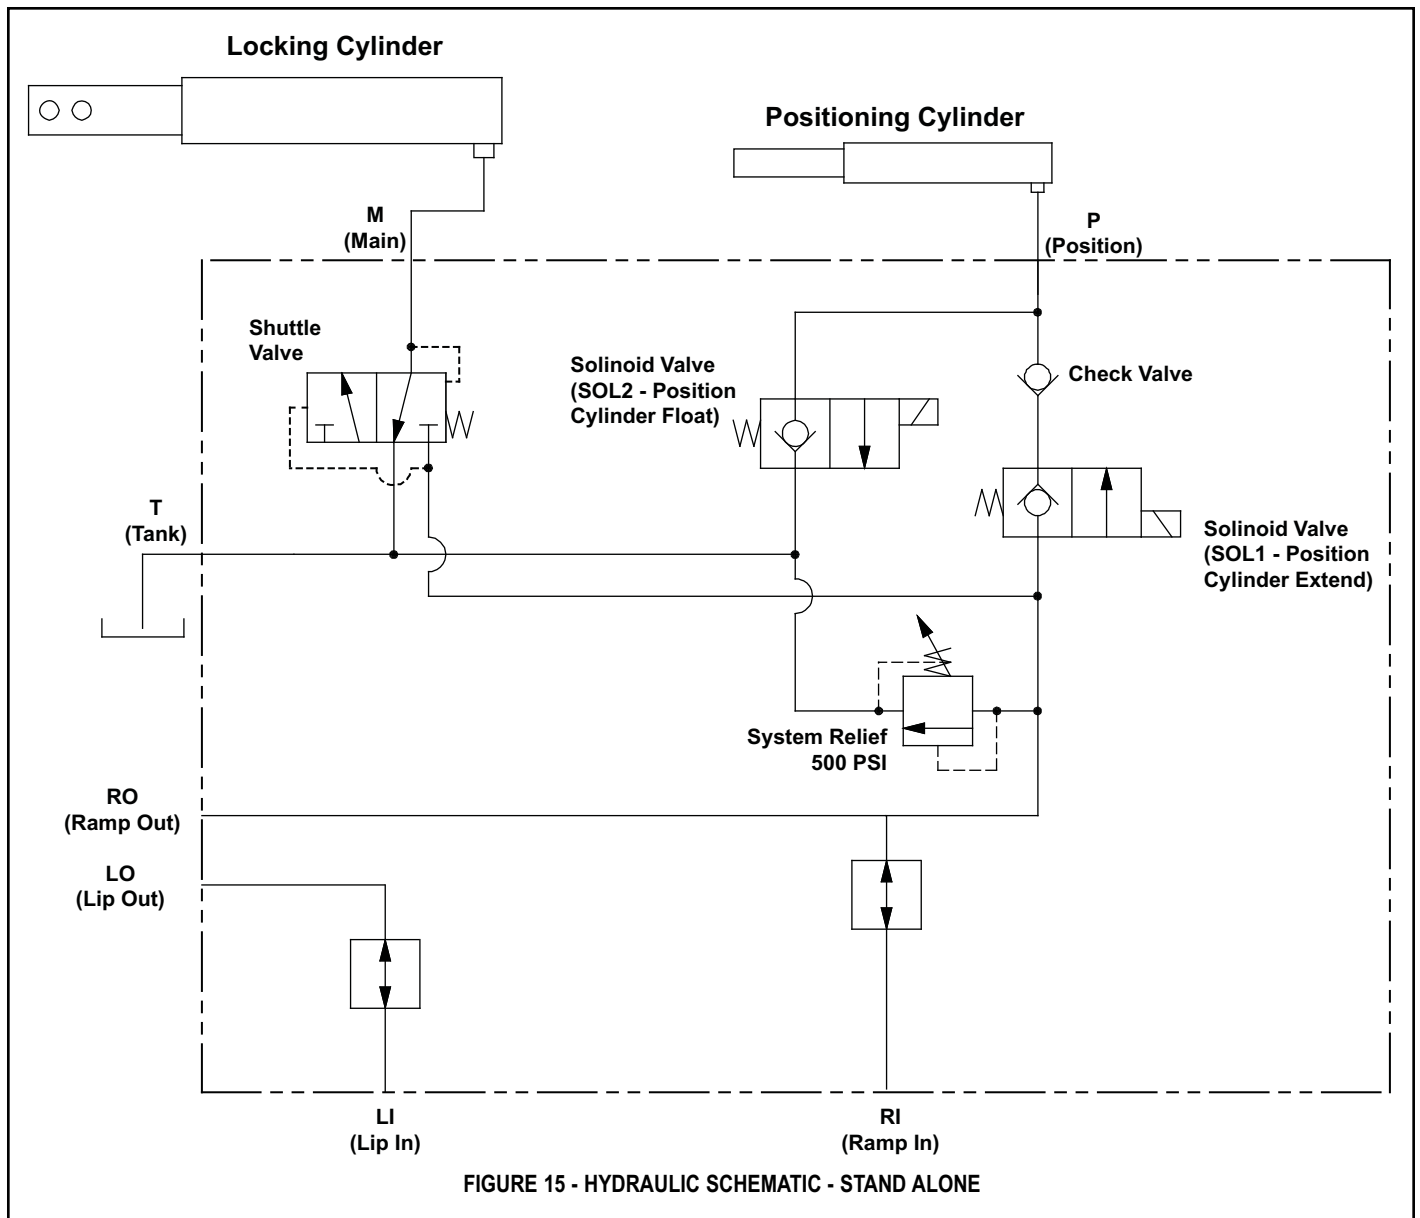 Locking Cylinder
Positioning Cylinder
M
(Main)
P
(Position)
Shuttle
Valve
Solinoid Valve
(SOL2 - Position
Cylinder Float)
Check Valve
T
(Tank)
Solinoid Valve
(SOL1 - Position
Cylinder Extend)
System Relief
500 PSI
RO
(Ramp Out)
LO
(Lip Out)
LI
(Lip In)
RI
(Ramp In)
FIGURE 15 - HYDRAULIC SCHEMATIC - STAND ALONE